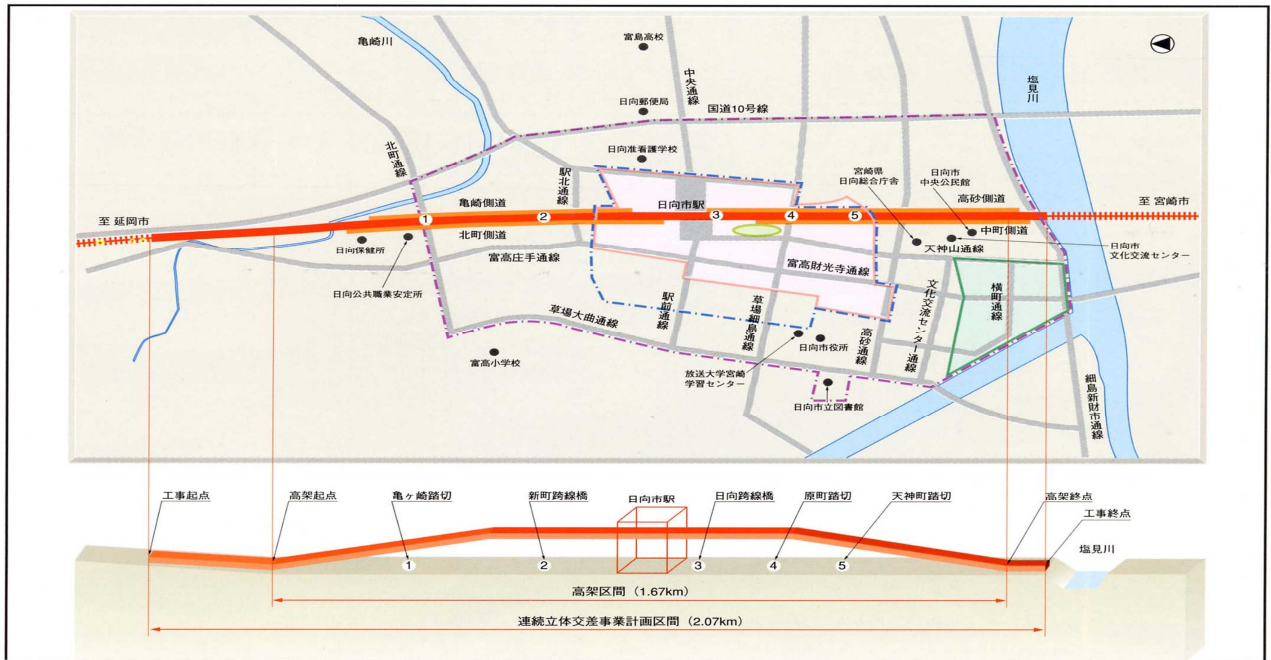 富島高校
亀崎川
中央通線
塩見川
日向郵便局
国道10号線
北町通線
日向准看護学校
駅北通線
宮崎県
日向総合庁舎
日向市
中央公民館
至 延岡市
亀崎側道
日向市駅
高砂側道
至 宮崎市
1
2
3
4
5
北町側道
中町側道
日向保健所
天神山通線
日向市
文化交流センター
富高庄手通線
富高財光寺通線
日向公共職業安定所
横町通線
草場大曲通線
駅前通線
草場細島通線
文化交流センター通線
高砂通線
日向市役所
富高小学校
放送大学宮崎
学習センター
日向市立図書館
細島新財市通線
工事起点
高架起点
亀ヶ崎踏切
新町跨線橋
日向市駅
日向跨線橋
原町踏切
天神町踏切
高架終点
工事終点
塩見川
1
2
3
4
5
高架区間（1.67km）
連続立体交差事業計画区間（2.07km）